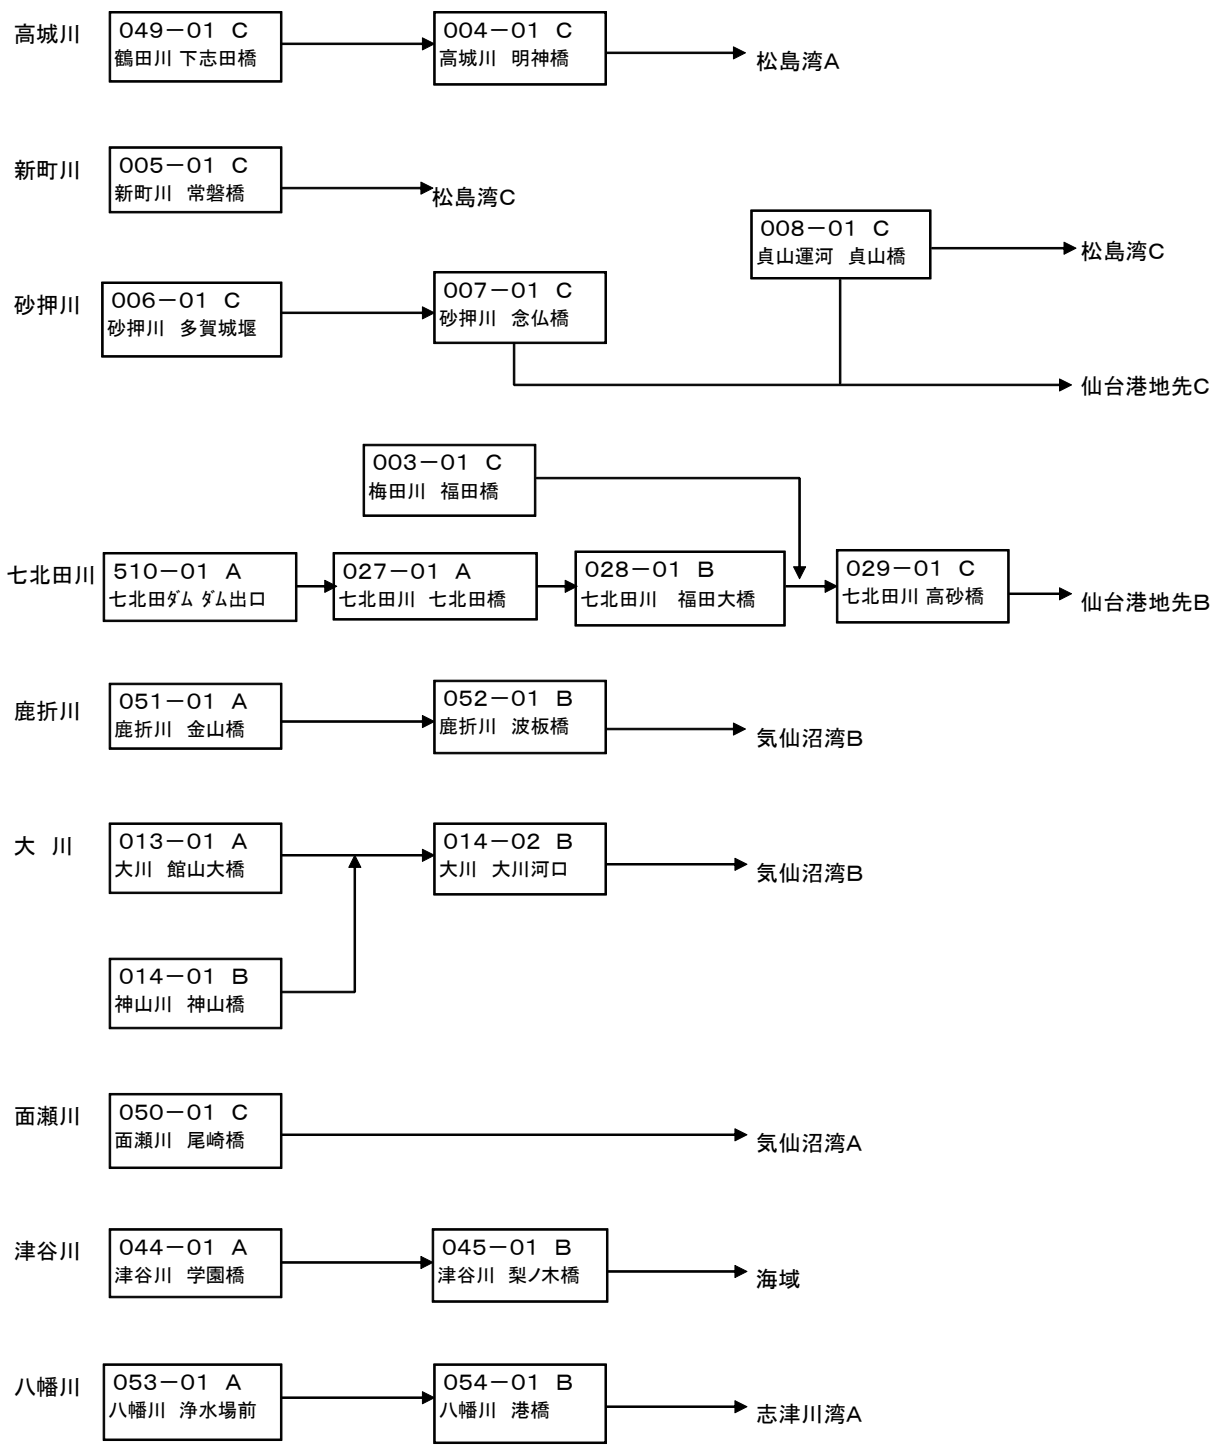 高城川
049−01 C
鶴田川 下志田橋
004−01 C
高城川 明神橋
松島湾A
新町川
005−01 C
新町川 常磐橋
松島湾C
008−01 C
貞山運河 貞山橋
松島湾C
砂押川
006−01 C
砂押川 多賀城堰
007−01 C
砂押川 念仏橋
仙台港地先C
003−01 C
梅田川 福田橋
七北田川
510−01 A
七北田ﾀﾞﾑ ダム出口
027−01 A
七北田川 七北田橋
028−01 B
七北田川 福田大橋
029−01 C
七北田川 高砂橋
仙台港地先B
鹿折川
051−01 A
鹿折川 金山橋
052−01 B
鹿折川 波板橋
気仙沼湾B
大 川
013−01 A
大川 館山大橋
014−02 B
大川 大川河口
気仙沼湾B
014−01 B
神山川 神山橋
面瀬川
050−01 C
面瀬川 尾崎橋
気仙沼湾A
津谷川
044−01 A
津谷川 学園橋
045−01 B
津谷川 梨ノ木橋
海域
八幡川
053−01 A
八幡川 浄水場前
054−01 B
八幡川 港橋
志津川湾A